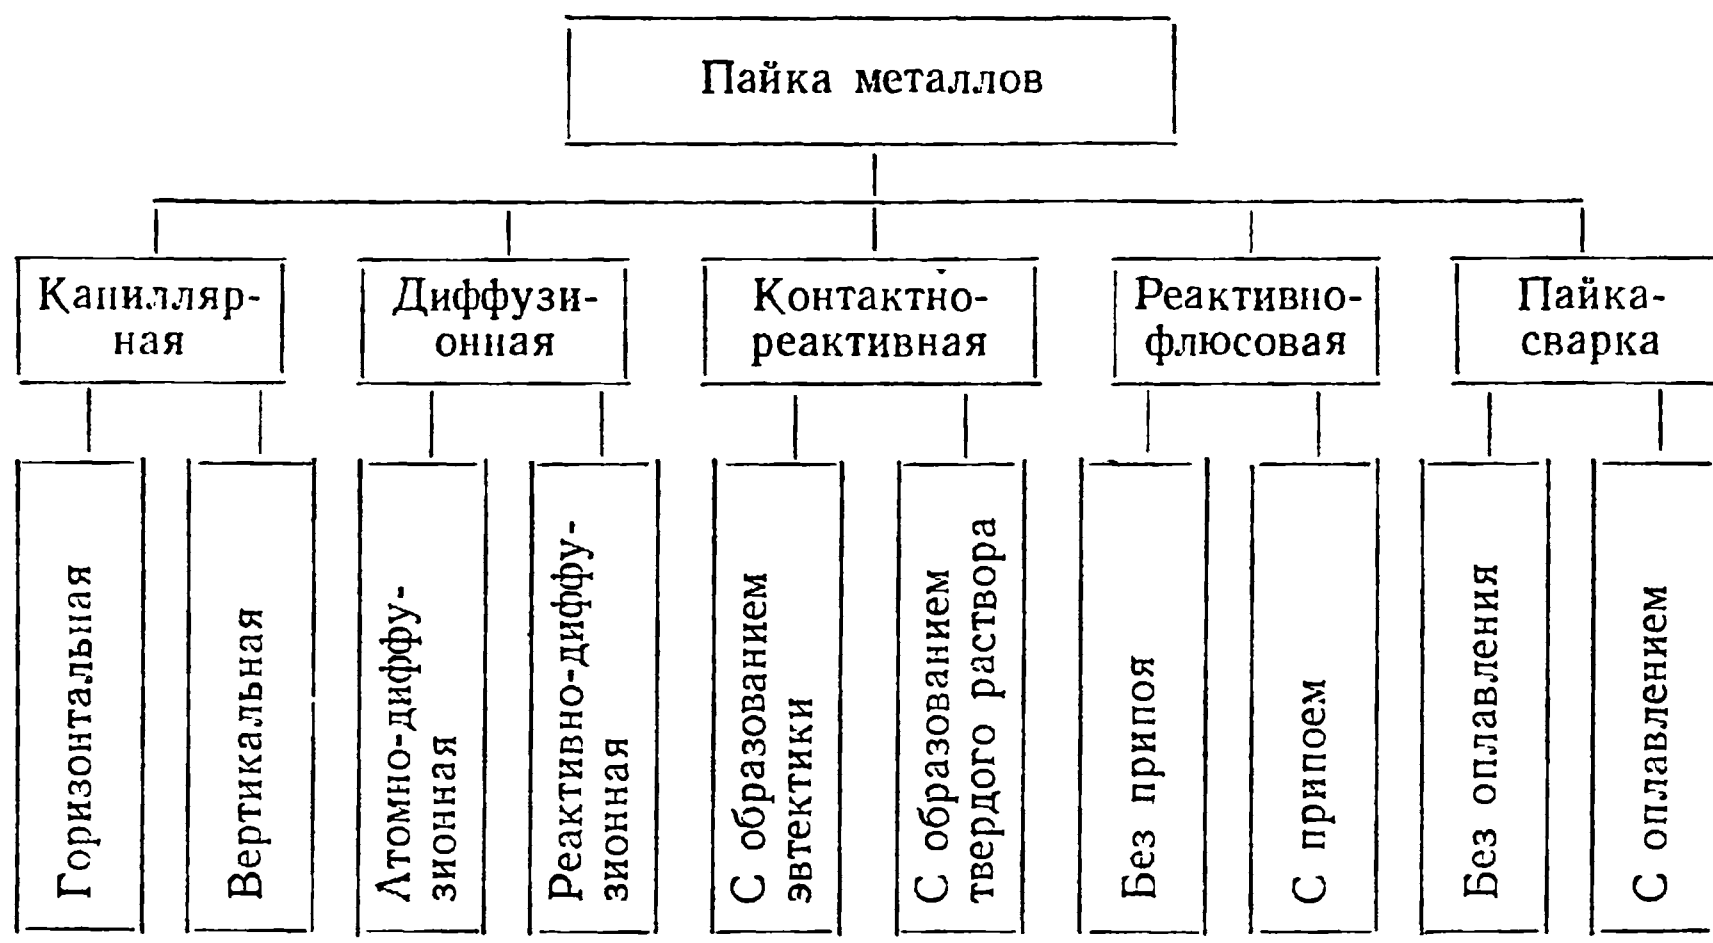 Пайка металлов
Капилляр-
ная
Диффузи-
онная
Контактно-
реактивная
Реактивно-
флюсовая
Пайка-
сварка
Горизонтальная
Вертикальная
Атомно-диффу-
зионная
Реактивно-диффу-
зионная
С образованием
эвтектики
С образованием
твердого раствора
Без припоя
С припоем
Без оплавления
С оплавлением